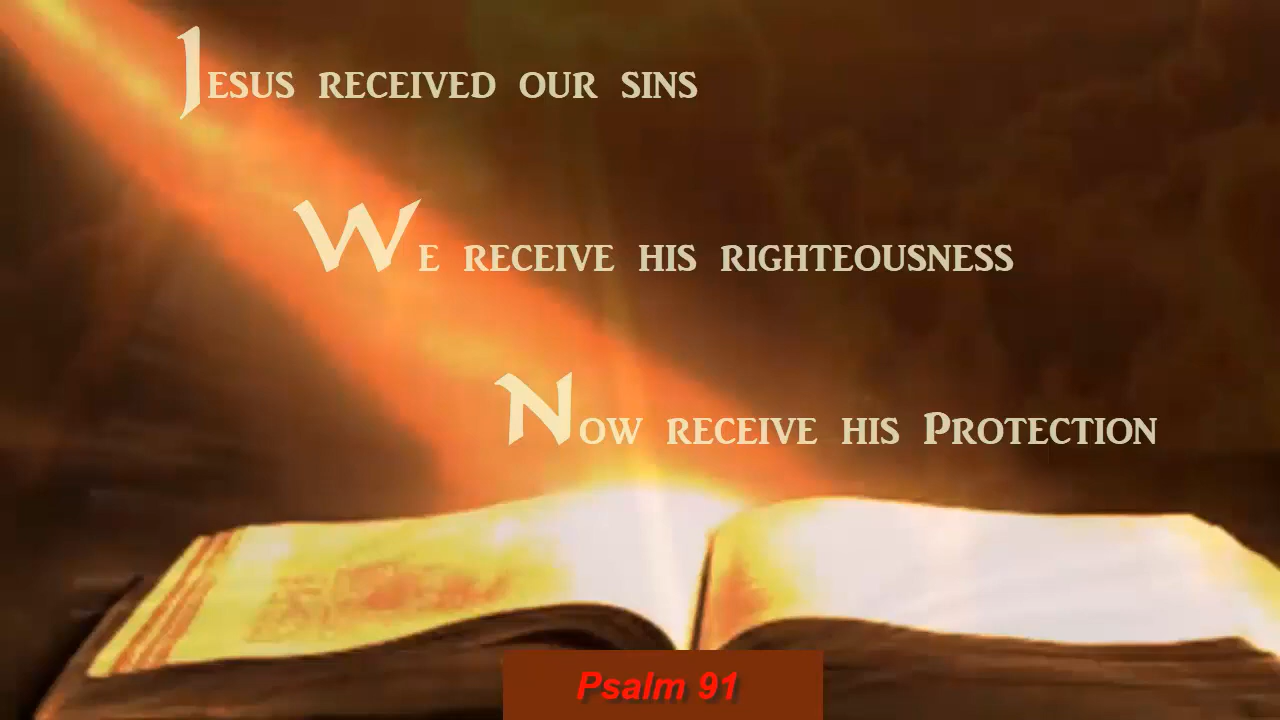 Jesus received our sins
We receive his righteousness
Now receive his Protection
Psalm 91